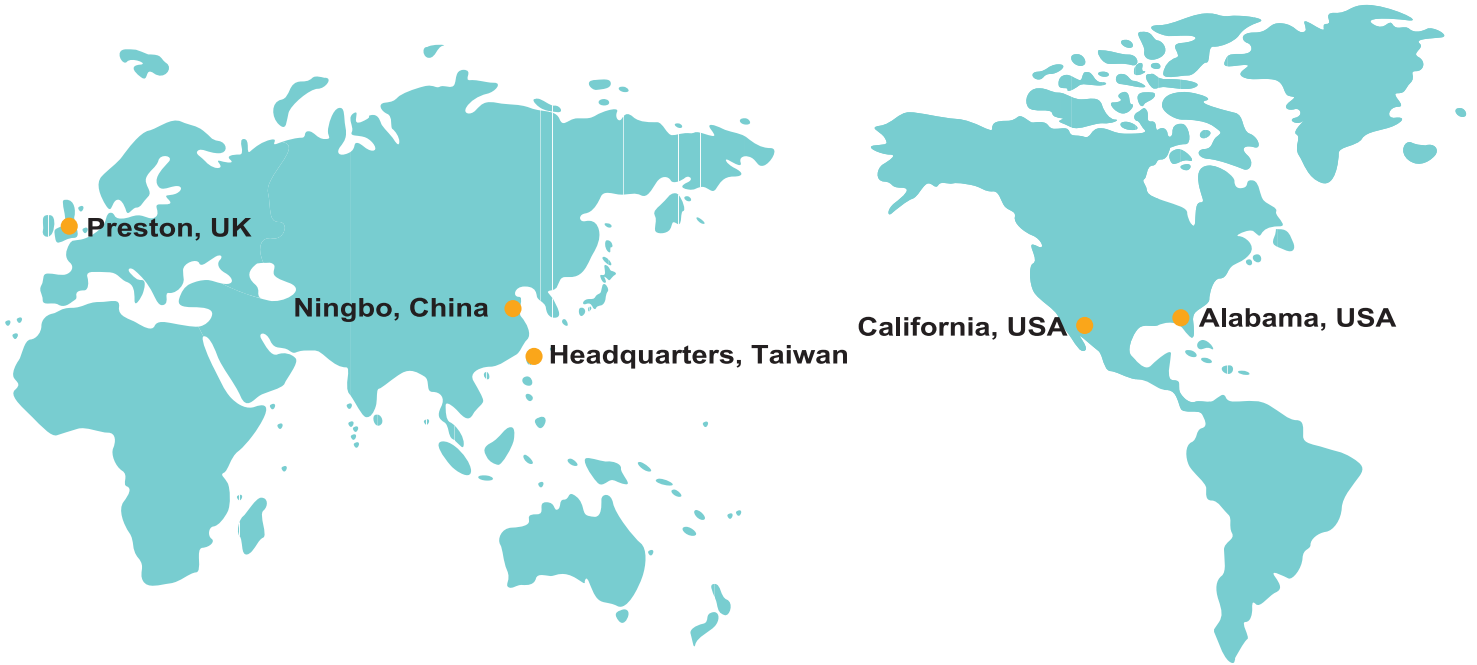 Preston, UK
Ningbo, China
California, USA
Alabama, USA
Headquarters, Taiwan